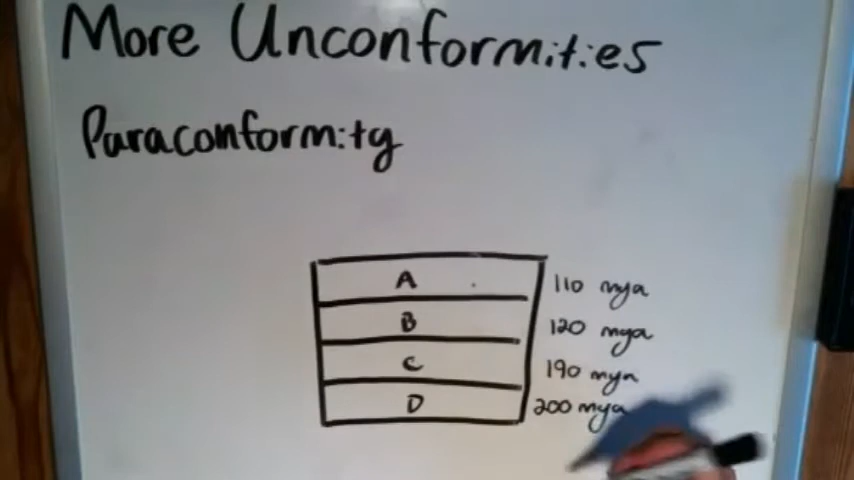 More Unconformities
Paraconformity
A 110 mya
B 120 mya
C 190 mya
D 200 mya